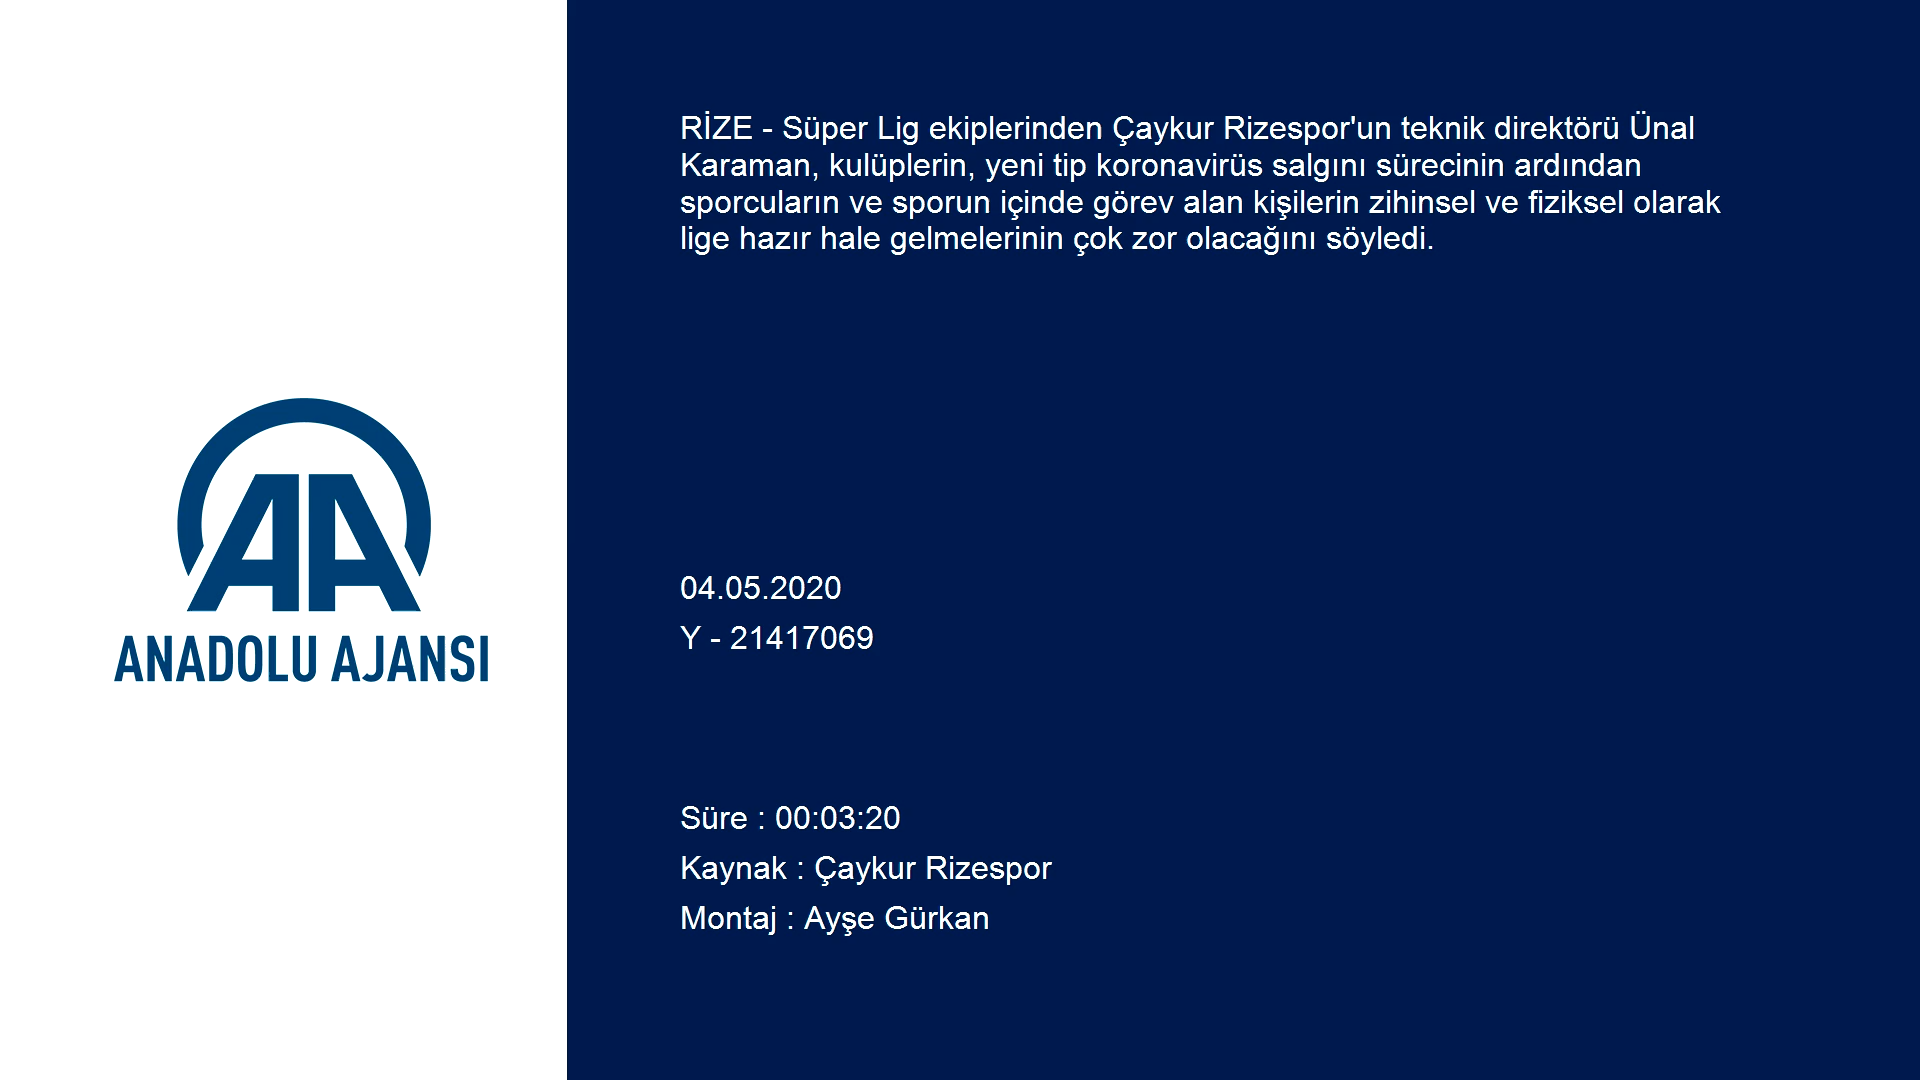 RİZE - Süper Lig ekiplerinden Çaykur Rizespor'un teknik direktörü Ünal
Karaman, kulüplerin, yeni tip koronavirüs salgını sürecinin ardından
sporcuların ve sporun içinde görev alan kişilerin zihinsel ve fiziksel olarak
lige hazır hale gelmelerinin çok zor olacağını söyledi.
AA
ANADOLU AJANSI
04.05.2020
Y - 21417069
Süre : 00:03:20
Kaynak : Çaykur Rizespor
Montaj : Ayşe Gürkan